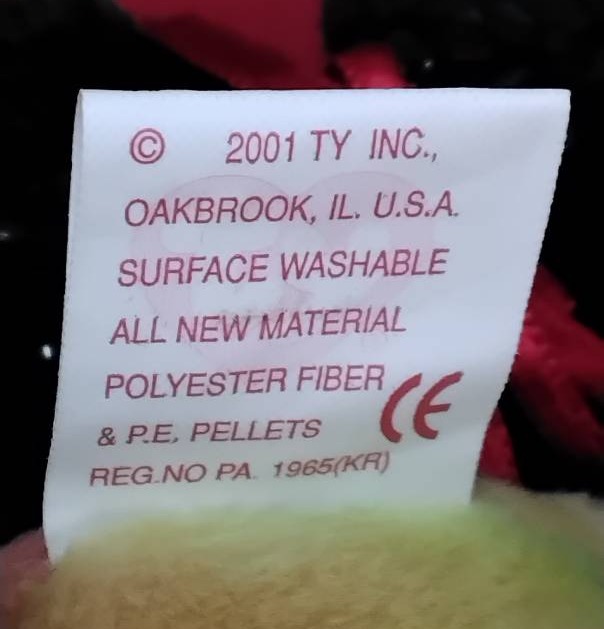 © 2001 TY INC.,
OAKBROOK, IL. U.S.A.
SURFACE WASHABLE
ALL NEW MATERIAL
POLYESTER FIBER
& P.E. PELLETS CE
REG.NO PA. 1965(KR)